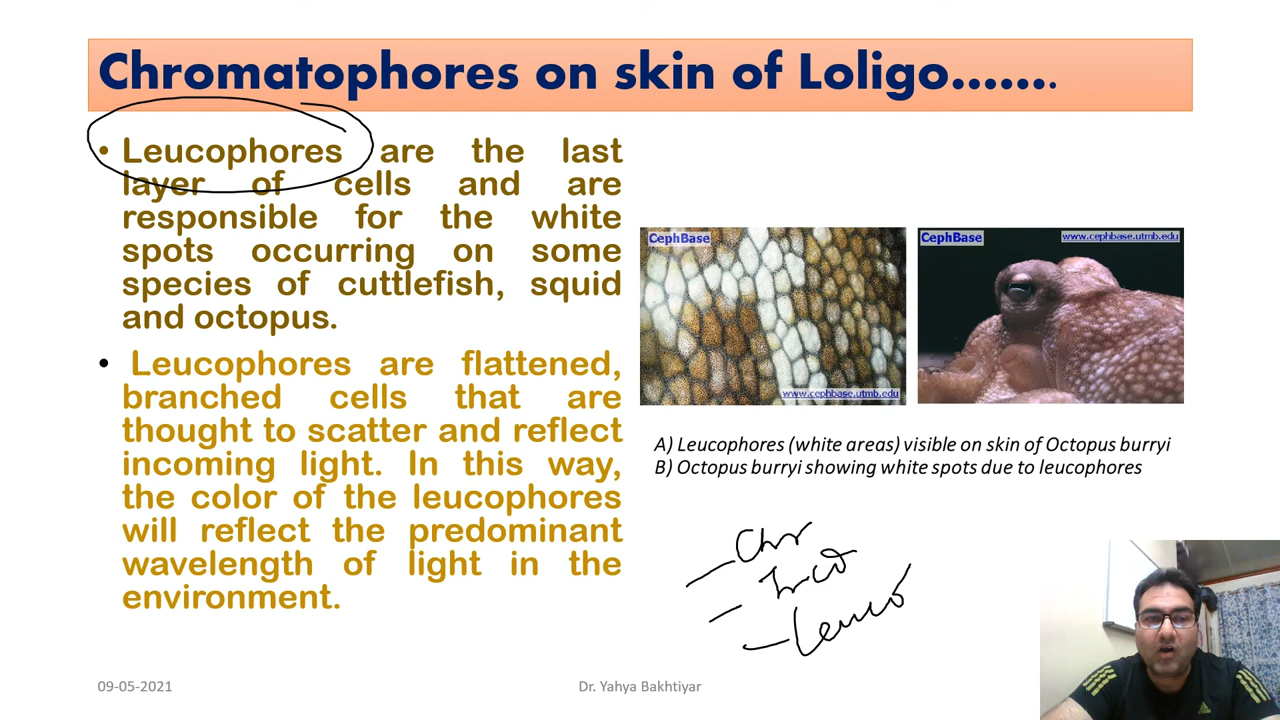 Chromatophores on skin of Loligo…….
• Leucophores are the last
layer of cells and are
responsible for the white
spots occurring on some
species of cuttlefish, squid
and octopus.
• Leucophores are flattened,
branched cells that are
thought to scatter and reflect
incoming light. In this way,
the color of the leucophores
will reflect the predominant
wavelength of light in the
environment.
CephBase
www.cephbase.utmb.edu
CephBase
www.cephbase.utmb.edu
A) Leucophores (white areas) visible on skin of Octopus burryi
B) Octopus burryi showing white spots due to leucophores
Chr
Leuco
09-05-2021
Dr. Yahya Bakhtiyar